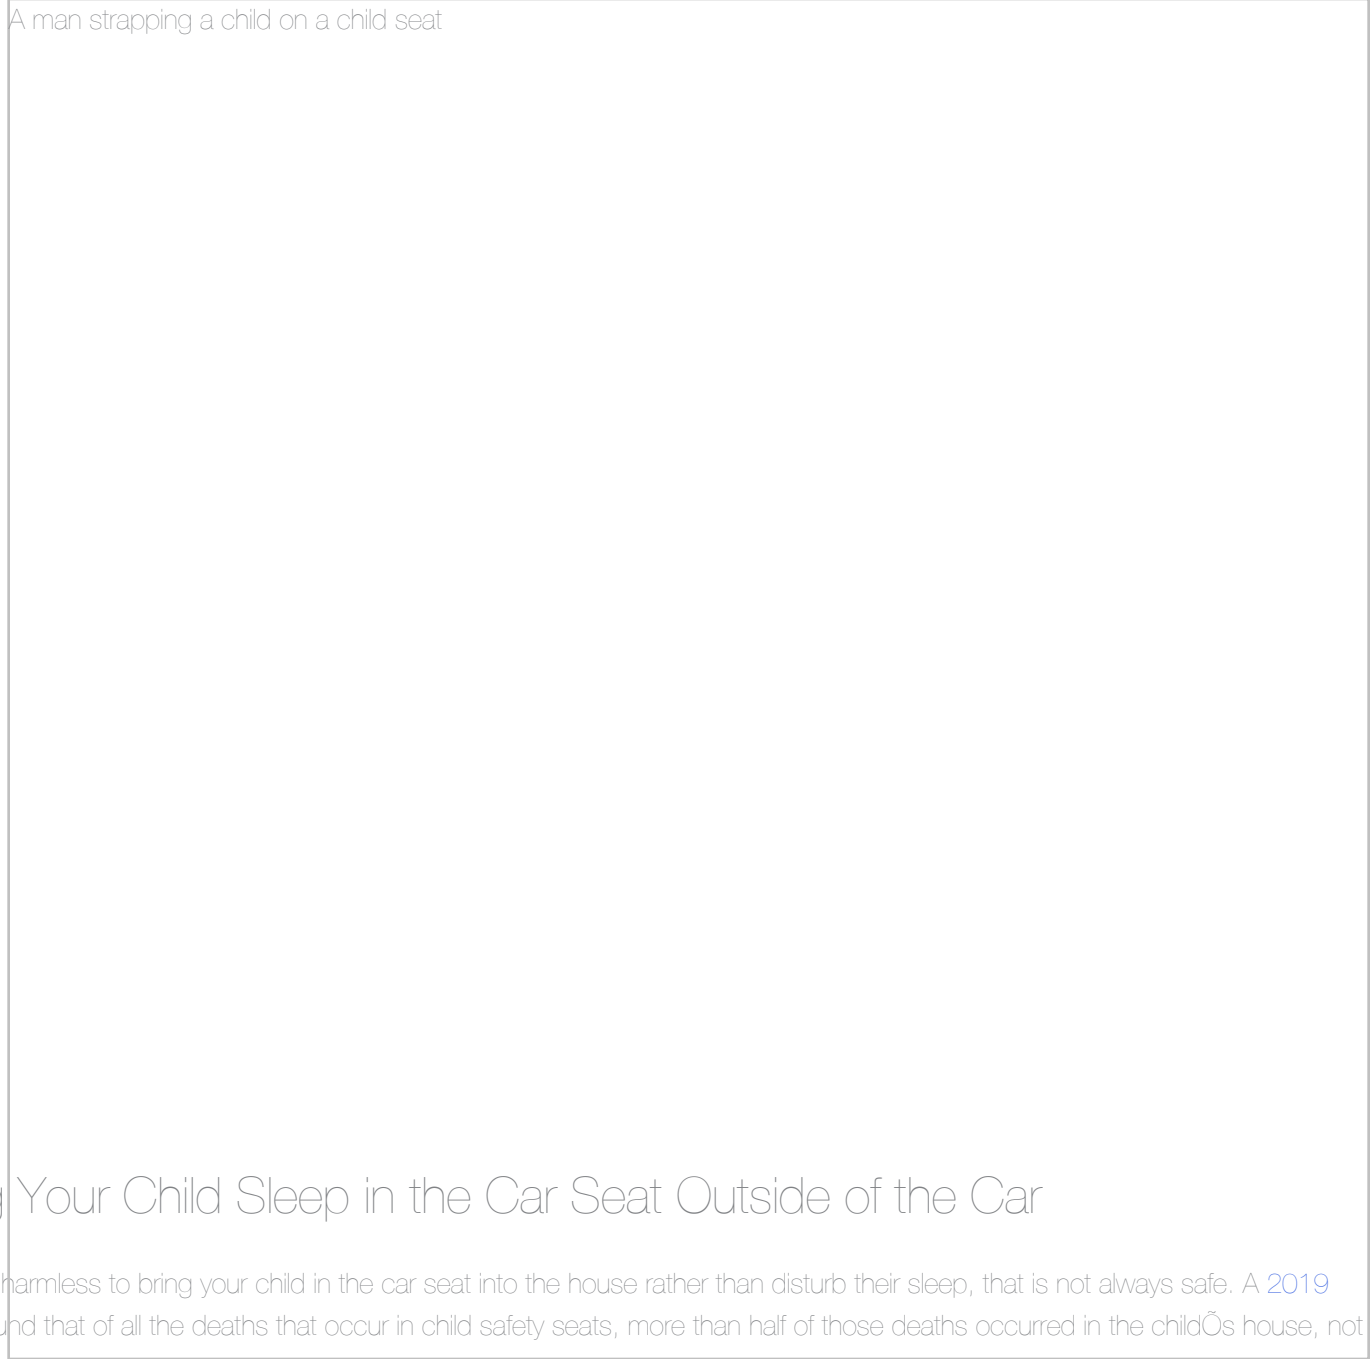 A man strapping a child on a child seat
Your Child Sleep in the Car Seat Outside of the Car
harmless to bring your child in the car seat into the house rather than disturb their sleep, that is not always safe. A 2019
und that of all the deaths that occur in child safety seats, more than half of those deaths occurred in the childÕs house, not